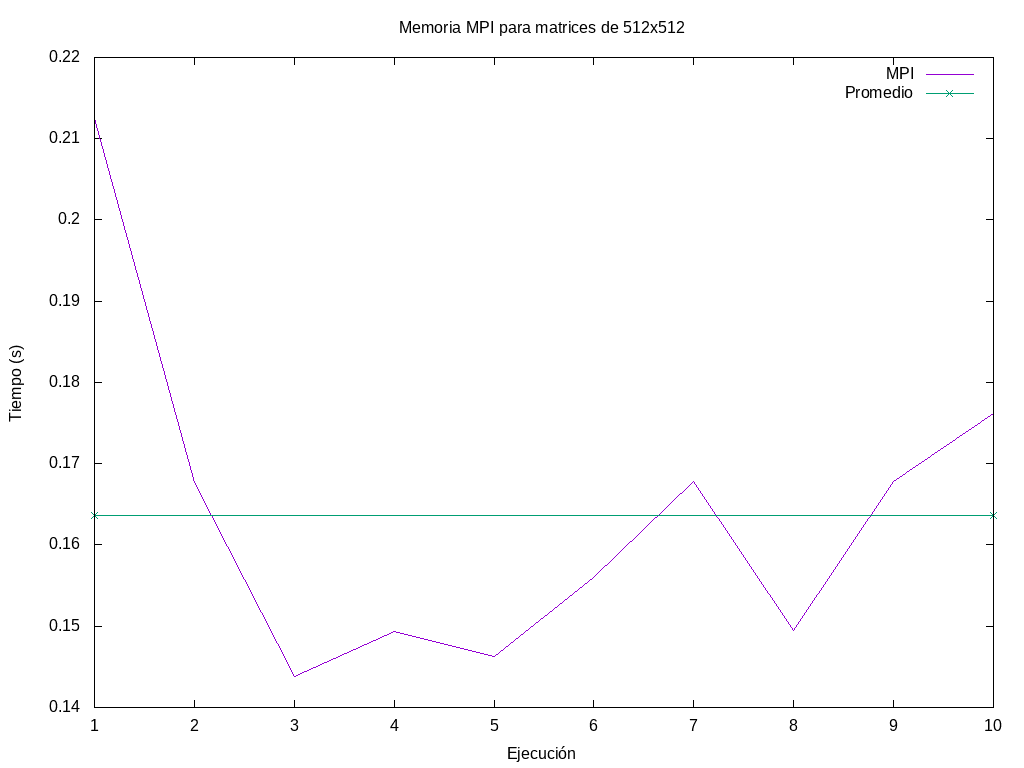 Memoria MPI para matrices de 512x512
MPI
Promedio
0.22
0.21
0.2
0.19
0.18
0.17
0.16
0.15
0.14
Tiempo (s)
1 2 3 4 5 6 7 8 9 10
Ejecución